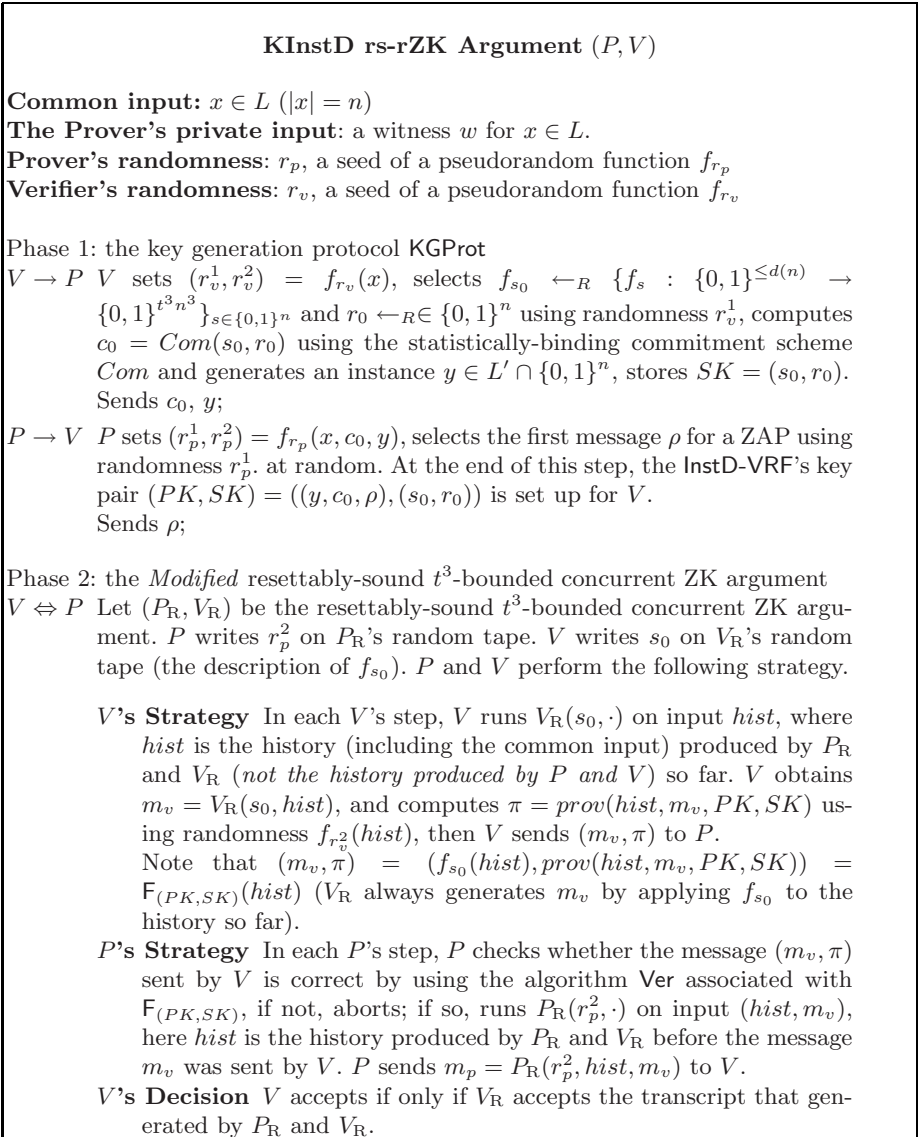 KInstD rs-rZK Argument (P, V)
Common input: x ∈ L (|x| = n)
The Prover's private input: a witness w for x ∈ L.
Prover's randomness: r_p, a seed of a pseudorandom function f_{r_p}
Verifier's randomness: r_v, a seed of a pseudorandom function f_{r_v}
Phase 1: the key generation protocol KGProt
V → P V sets (r_v^1, r_v^2) = f_{r_v}(x), selects f_{s_0} ←_R {f_s : {0, 1}^{≤d(n)} →
{0, 1}^{t^3n^3}}_{s∈{0,1}^n} and r_0 ←_R∈ {0, 1}^n using randomness r_v^1, computes
c_0 = Com(s_0, r_0) using the statistically-binding commitment scheme
Com and generates an instance y ∈ L′ ∩ {0, 1}^n, stores SK = (s_0, r_0).
Sends c_0, y;
P → V P sets (r_p^1, r_p^2) = f_{r_p}(x, c_0, y), selects the first message ρ for a ZAP using
randomness r_p^1. at random. At the end of this step, the InstD-VRF's key
pair (PK, SK) = ((y, c_0, ρ), (s_0, r_0)) is set up for V.
Sends ρ;
Phase 2: the Modified resettably-sound t^3-bounded concurrent ZK argument
V ⇔ P Let (P_R, V_R) be the resettably-sound t^3-bounded concurrent ZK argu-
ment. P writes r_p^2 on P_R's random tape. V writes s_0 on V_R's random
tape (the description of f_{s_0}). P and V perform the following strategy.
V's Strategy In each V's step, V runs V_R(s_0, ·) on input hist, where
hist is the history (including the common input) produced by P_R
and V_R (not the history produced by P and V) so far. V obtains
m_v = V_R(s_0, hist), and computes π = prov(hist, m_v, PK, SK) us-
ing randomness f_{r_v^2}(hist), then V sends (m_v, π) to P.
Note that (m_v, π) = (f_{s_0}(hist), prov(hist, m_v, PK, SK)) =
F_{(PK,SK)}(hist) (V_R always generates m_v by applying f_{s_0} to the
history so far).
P's Strategy In each P's step, P checks whether the message (m_v, π)
sent by V is correct by using the algorithm Ver associated with
F_{(PK,SK)}, if not, aborts; if so, runs P_R(r_p^2, ·) on input (hist, m_v),
here hist is the history produced by P_R and V_R before the message
m_v was sent by V. P sends m_p = P_R(r_p^2, hist, m_v) to V.
V's Decision V accepts if only if V_R accepts the transcript that gen-
erated by P_R and V_R.